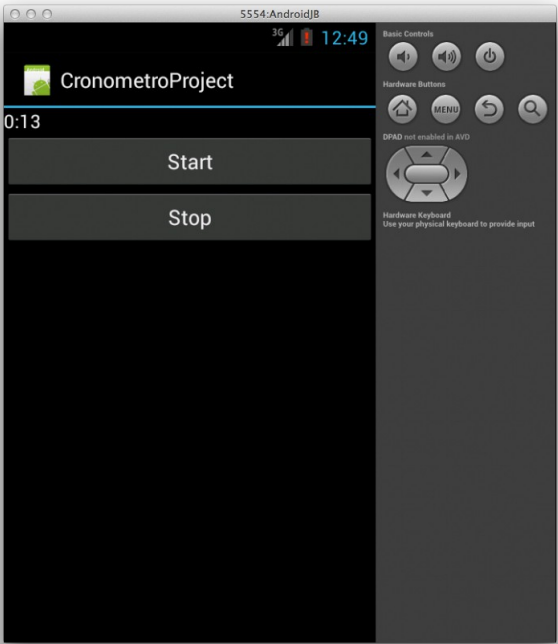 5554:AndroidJB
3G 12:49
CronometroProject
0:13
Start
Stop
Basic Controls
Hardware Buttons
MENU
DPAD not enabled in AVD
Hardware Keyboard
Use your physical keyboard to provide input